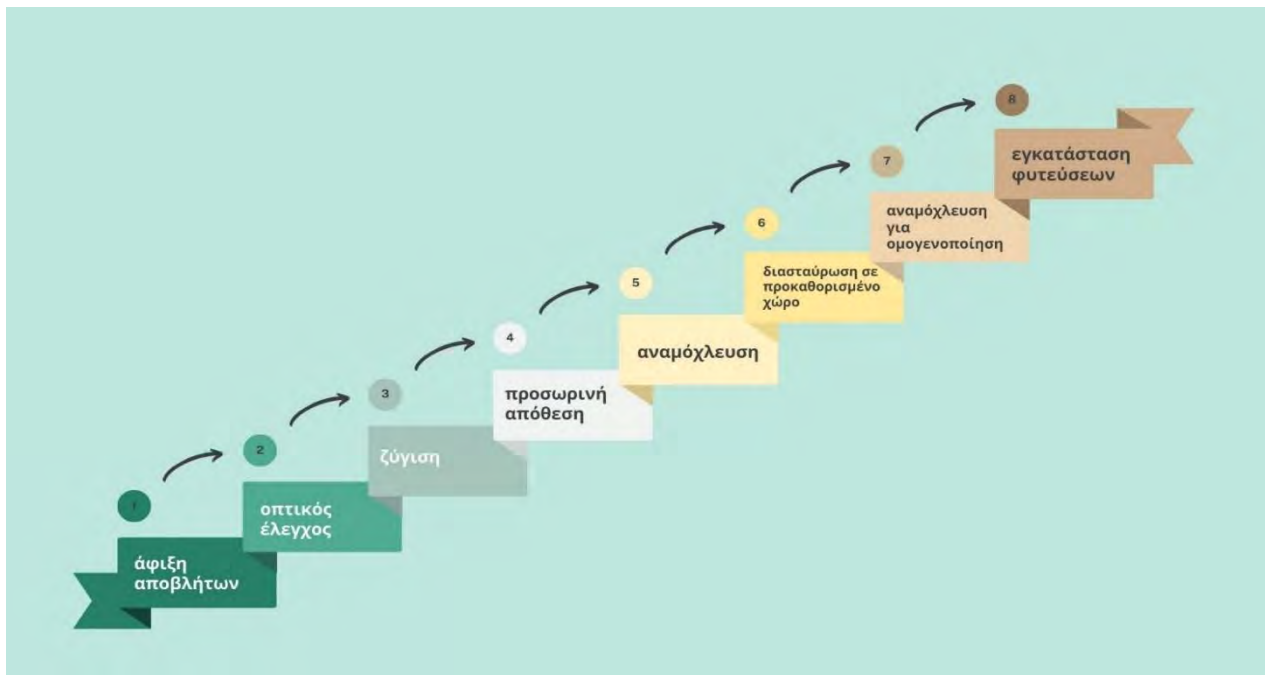 1
άφιξη
αποβλήτων
2
οπτικός
έλεγχος
3
ζύγιση
4
προσωρινή
απόθεση
5
αναμόχλευση
6
διασταύρωση σε
προκαθορισμένο
χώρο
7
αναμόχλευση
για
ομογενοποίηση
8
εγκατάσταση
φυτεύσεων